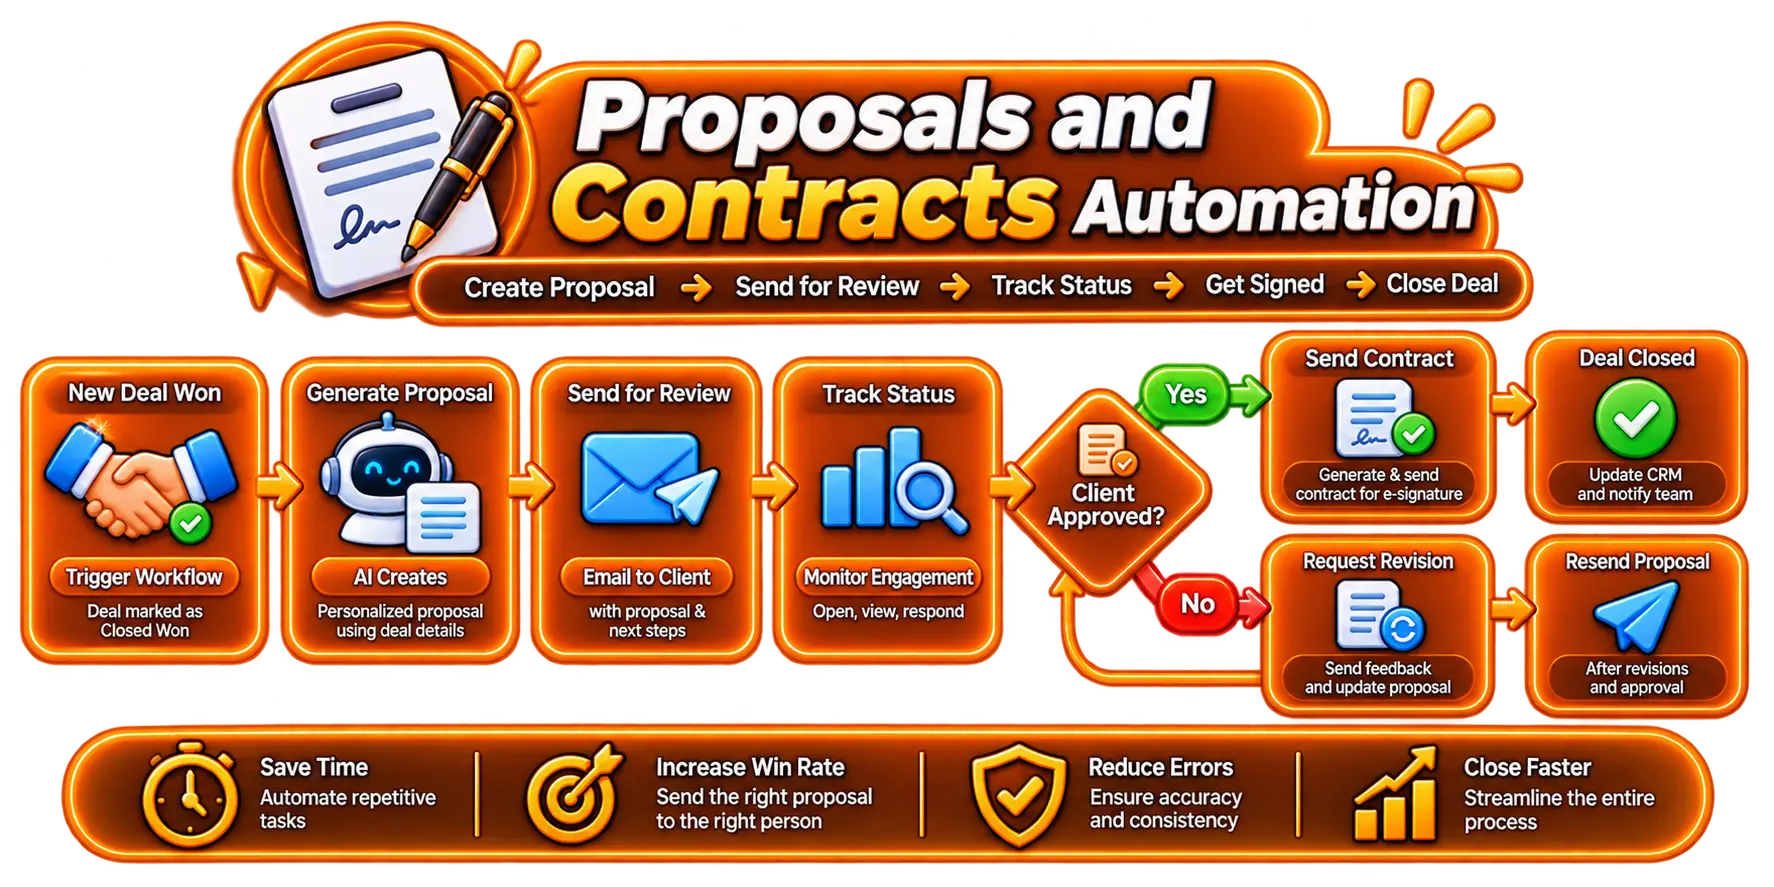 Proposals and
Contracts Automation
Create Proposal → Send for Review → Track Status → Get Signed → Close Deal
New Deal Won
Trigger Workflow
Deal marked as
Closed Won
Generate Proposal
AI Creates
Personalized proposal
using deal details
Send for Review
Email to Client
with proposal &
next steps
Track Status
Monitor Engagement
Open, view, respond
Client
Approved?
Yes
Send Contract
Generate & send
contract for e-signature
Deal Closed
Update CRM
and notify team
No
Request Revision
Send feedback
and update proposal
Resend Proposal
After revisions
and approval
Save Time
Automate repetitive
tasks
Increase Win Rate
Send the right proposal
to the right person
Reduce Errors
Ensure accuracy
and consistency
Close Faster
Streamline the entire
process